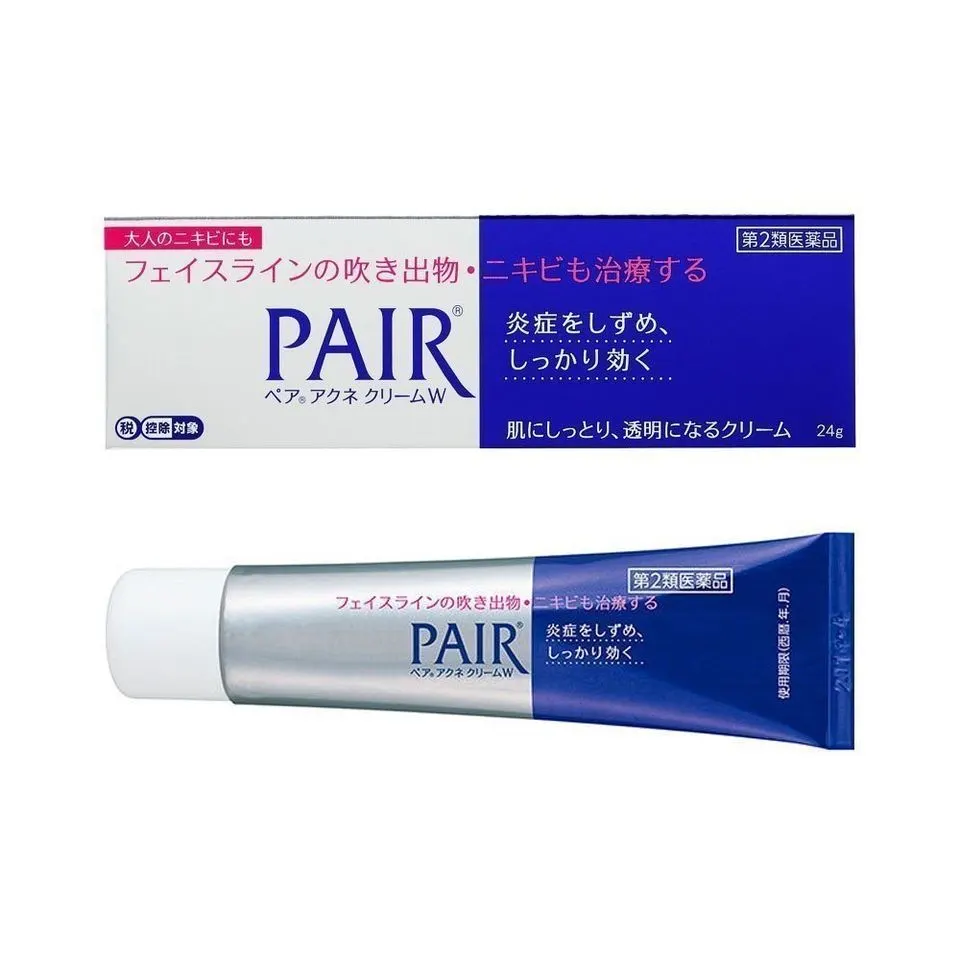 大人のニキビにも
第2類医薬品
フェイスラインの吹き出物・ニキビも治療する
PAIR®
ペア®アクネ クリームW
炎症をしずめ、
しっかり効く
税 控除対象
肌にしっとり、透明になるクリーム 24g
第2類医薬品
フェイスラインの吹き出物・ニキビも治療する
PAIR®
ペア®アクネ クリームW
炎症をしずめ、
しっかり効く
使用期限(西暦.年.月)